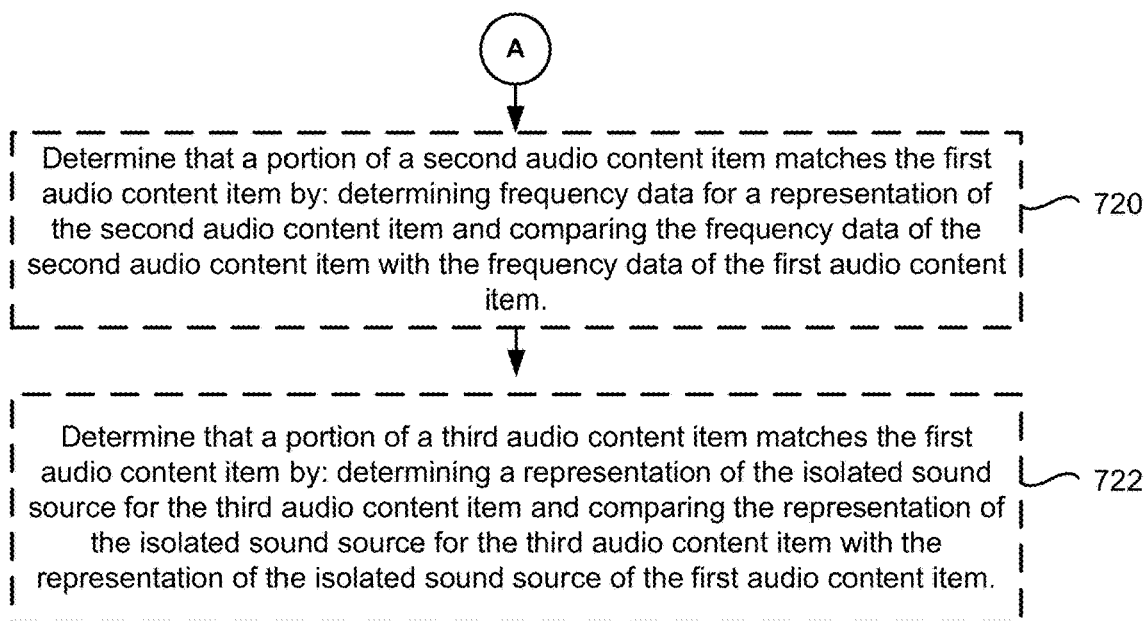 A
Determine that a portion of a second audio content item matches the first
audio content item by: determining frequency data for a representation of
the second audio content item and comparing the frequency data of the
second audio content item with the frequency data of the first audio content
item.
720
Determine that a portion of a third audio content item matches the first
audio content item by: determining a representation of the isolated sound
source for the third audio content item and comparing the representation of
the isolated sound source for the third audio content item with the
representation of the isolated sound source of the first audio content item.
722